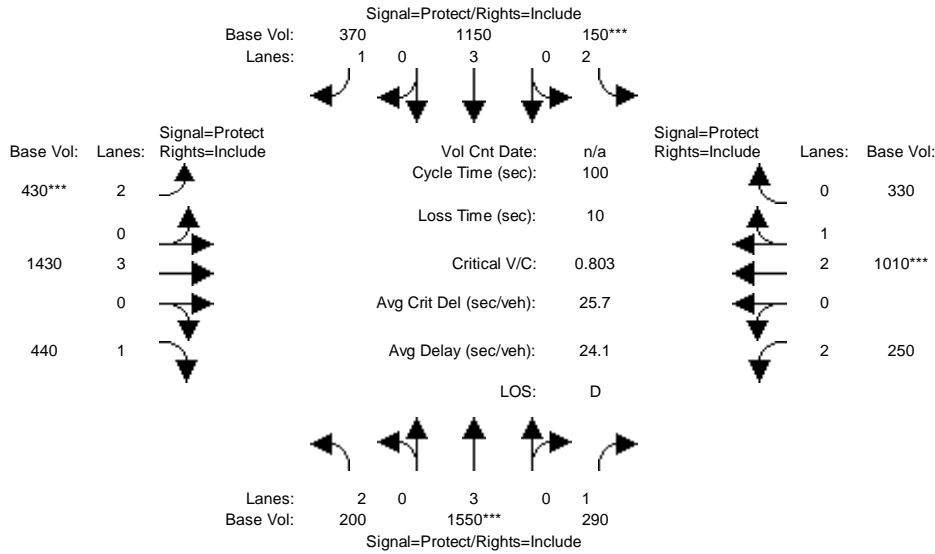 Signal=Protect/Rights=Include
Base Vol: 370 1150 150***
Lanes: 1 0 3 0 2
Signal=Protect Signal=Protect
Base Vol: Lanes: Rights=Include Vol Cnt Date: n/a Rights=Include Lanes: Base Vol:
Cycle Time (sec): 100
430*** 2 0 330
Loss Time (sec): 10
0 1
1430 3 Critical V/C: 0.803 2 1010***
0 Avg Crit Del (sec/veh): 25.7 0
440 1 Avg Delay (sec/veh): 24.1 2 250
LOS: D
Lanes: 2 0 3 0 1
Base Vol: 200 1550*** 290
Signal=Protect/Rights=Include